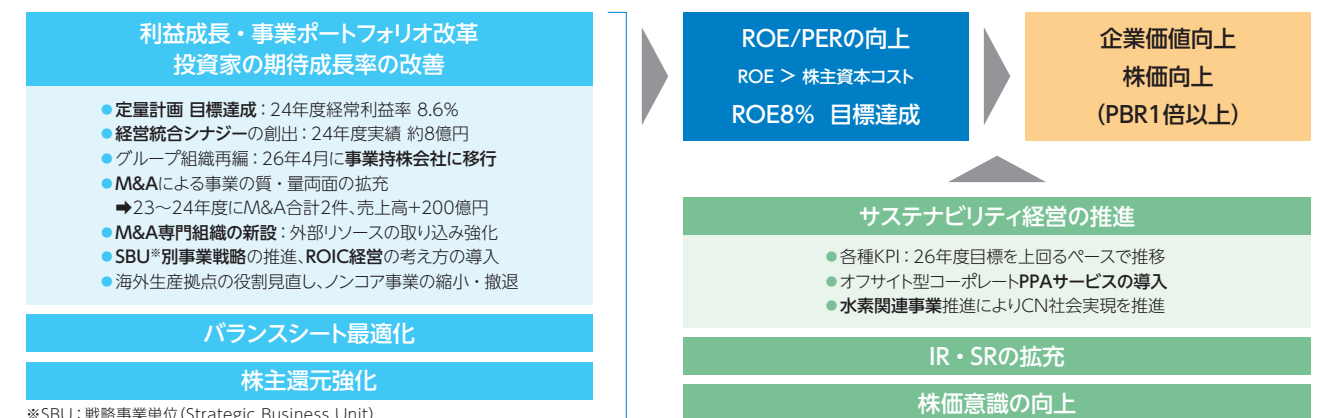 利益成長・事業ポートフォリオ改革
投資家の期待成長率の改善
●定量計画 目標達成：24年度経常利益率 8.6%
●経営統合シナジーの創出：24年度実績 約8億円
●グループ組織再編：26年4月に事業持株会社に移行
●M&Aによる事業の質・量両面の拡充
➡23～24年度にM&A合計2件、売上高+200億円
●M&A専門組織の新設：外部リソースの取り込み強化
●SBU※別事業戦略の推進、ROIC経営の考え方の導入
●海外生産拠点の役割見直し、ノンコア事業の縮小・撤退
バランスシート最適化
株主還元強化
※SBU：戦略事業単位（Strategic Business Unit）
ROE/PERの向上
ROE > 株主資本コスト
ROE8% 目標達成
企業価値向上
株価向上
（PBR1倍以上）
サステナビリティ経営の推進
●各種KPI：26年度目標を上回るペースで推移
●オフサイト型コーポレートPPAサービスの導入
●水素関連事業推進によりCN社会実現を推進
IR・SRの拡充
株価意識の向上